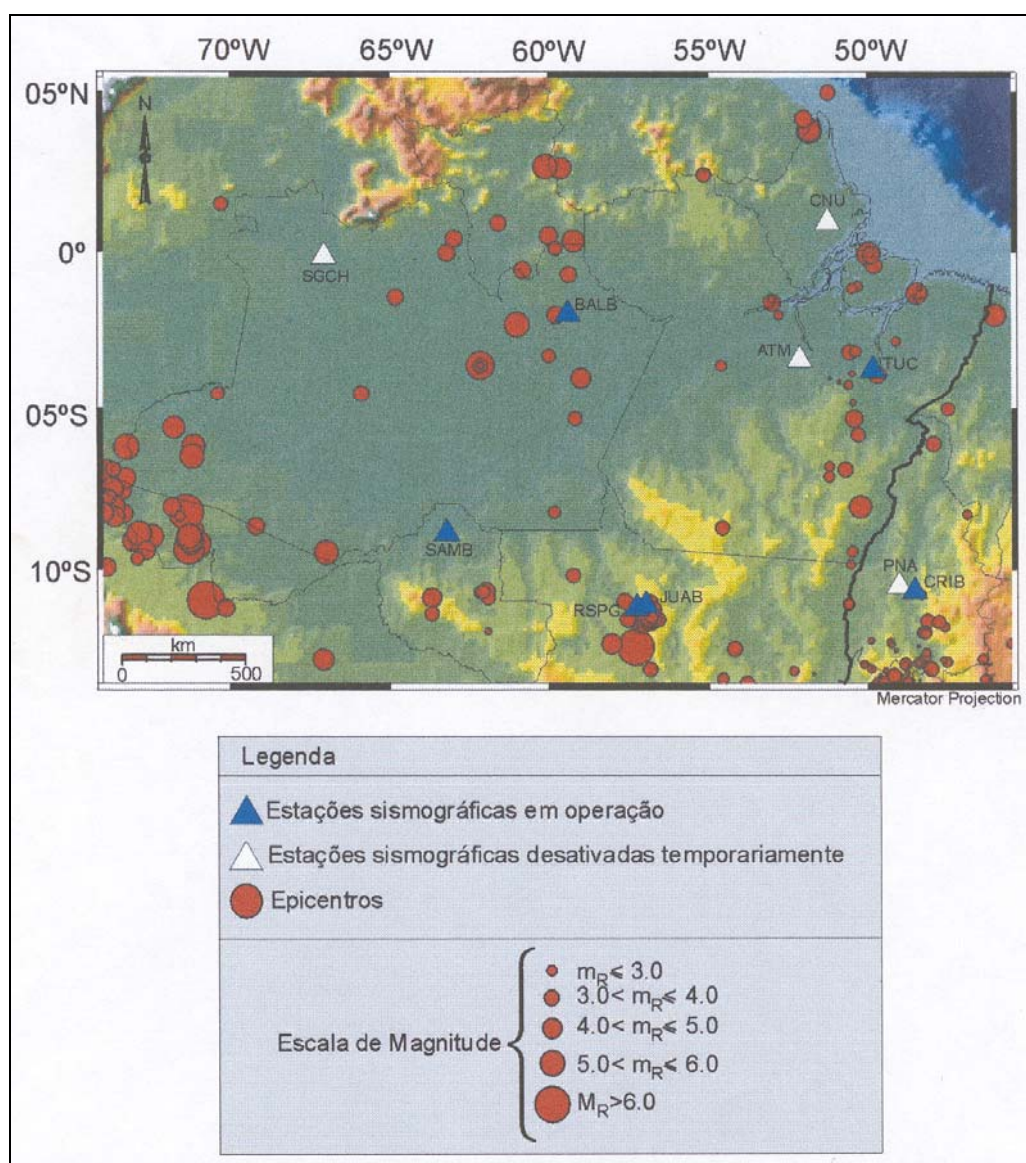 70ºW 65ºW 60ºW 55ºW 50ºW
05ºN
N
CNU
0º
SGCH
BALB
ATM
TUC
05ºS
SAMB
10ºS
PNA
CRIB
RSPG
JUAB
km
0 500
Mercator Projection
Legenda
Estações sismográficas em operação
Estações sismográficas desativadas temporariamente
Epicentros
Escala de Magnitude
mR ≤ 3.0
3.0 < mR ≤ 4.0
4.0 < mR ≤ 5.0
5.0 < mR ≤ 6.0
MR >6.0